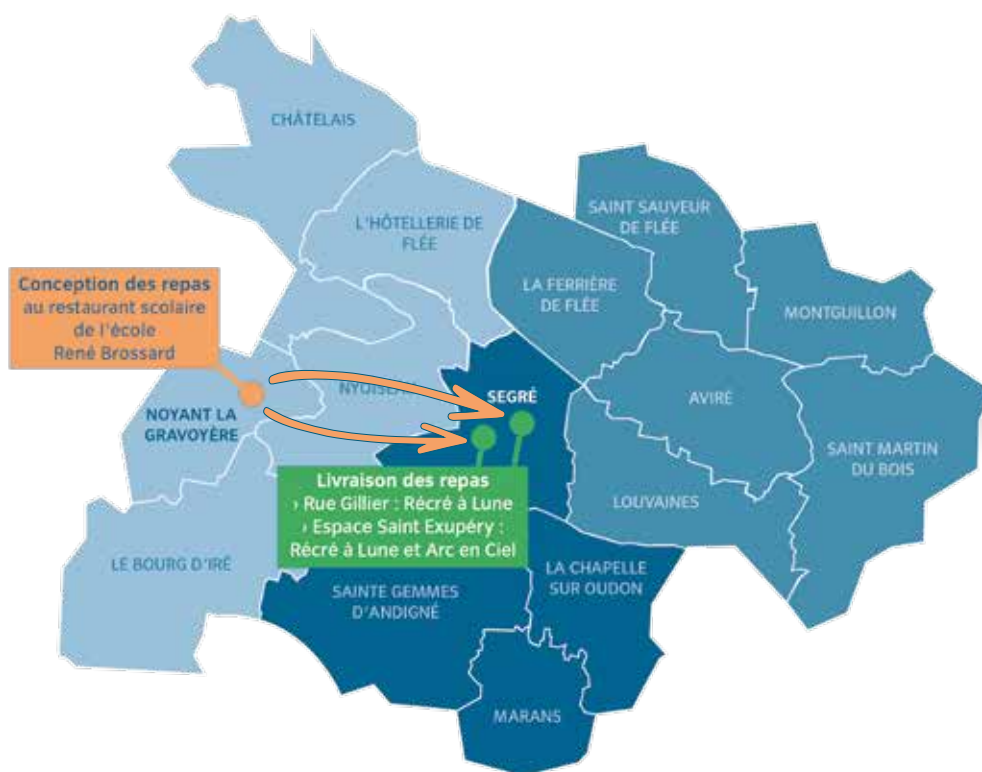 CHÂTELAIS
SAINT SAUVEUR
DE FLÉE
L'HÔTELLERIE DE
FLÉE
LA FERRIÈRE
DE FLÉE
MONTGUILLON
Conception des repas
au restaurant scolaire
de l'école
René Brossard
NYOISEAU
SEGRÉ
AVIRÉ
NOYANT LA
GRAVOYÈRE
SAINT MARTIN
DU BOIS
Livraison des repas
› Rue Gillier : Récré à Lune
› Espace Saint Exupéry :
Récré à Lune et Arc en Ciel
LOUVAINES
LE BOURG D'IRÉ
SAINTE GEMMES
D'ANDIGNÉ
LA CHAPELLE
SUR OUDON
MARANS